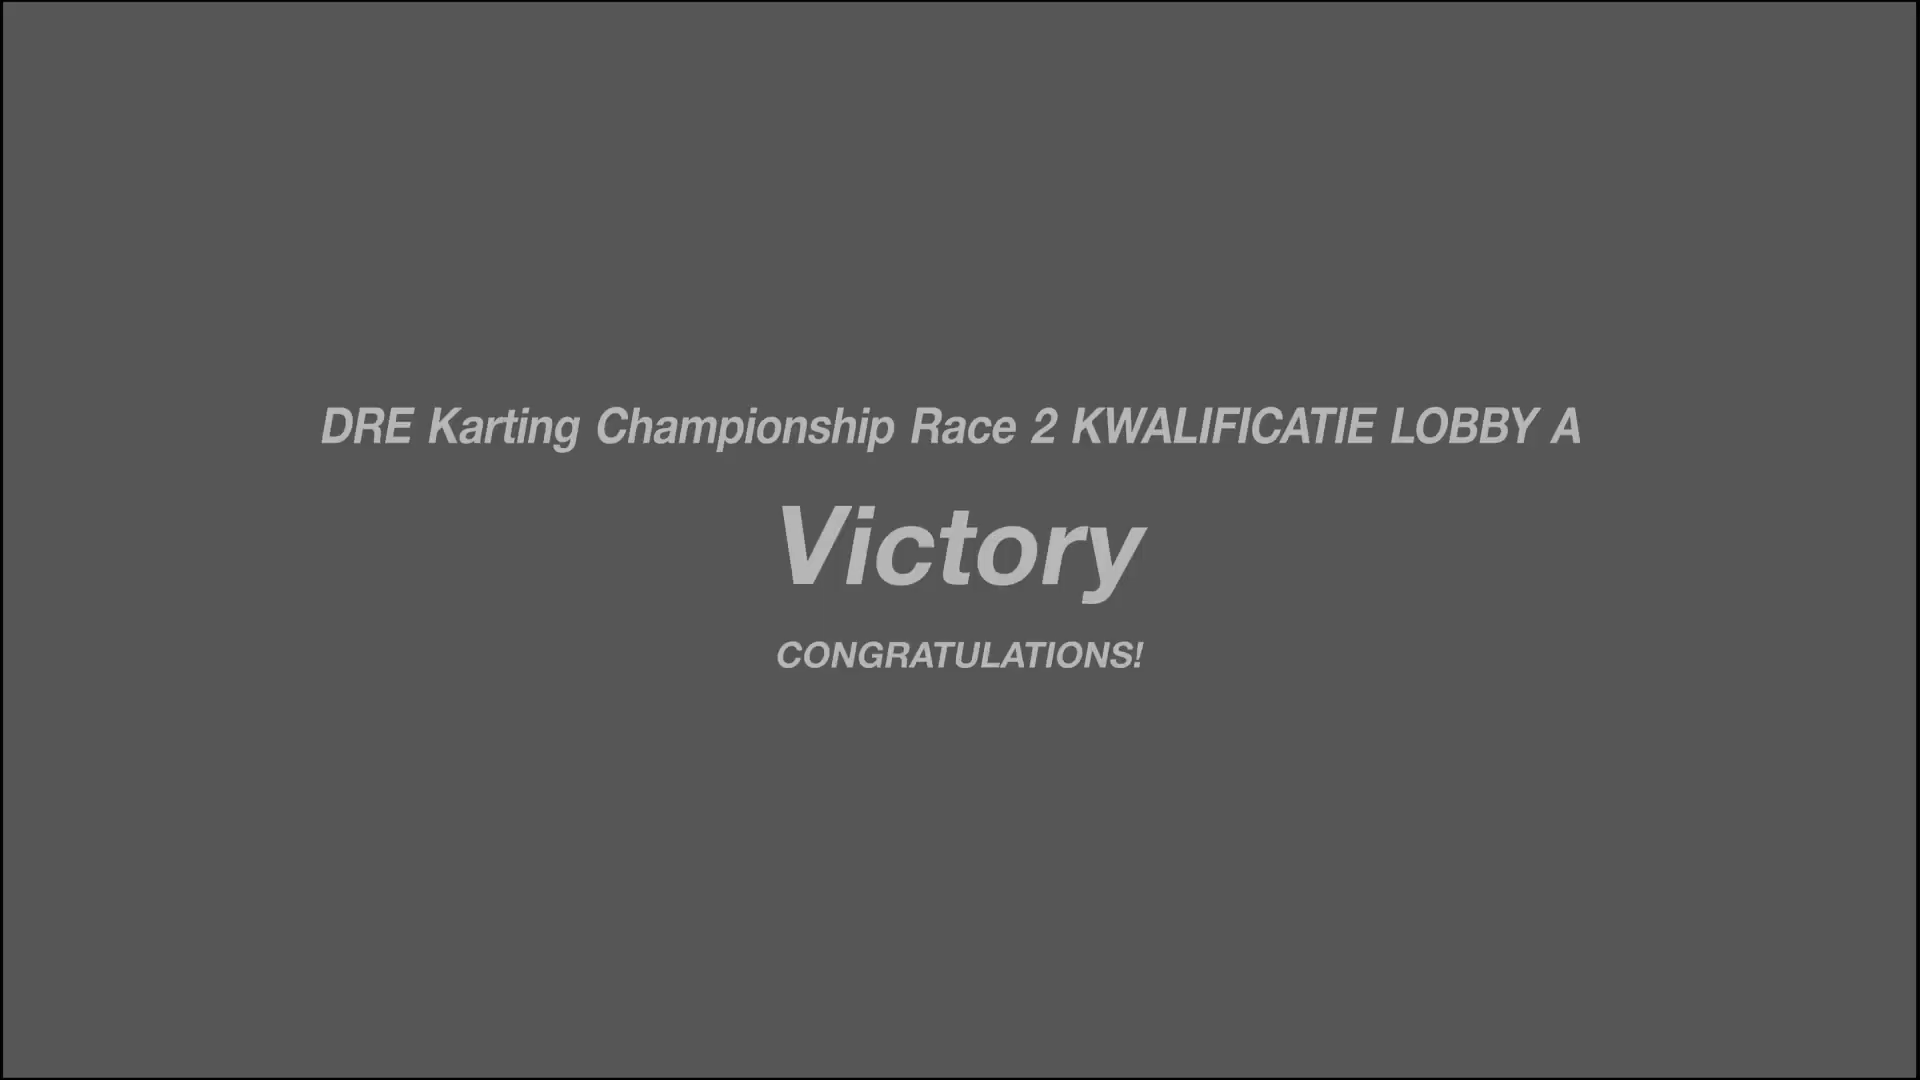 DRE Karting Championship Race 2 KWALIFICATIE LOBBY A
Victory
CONGRATULATIONS!